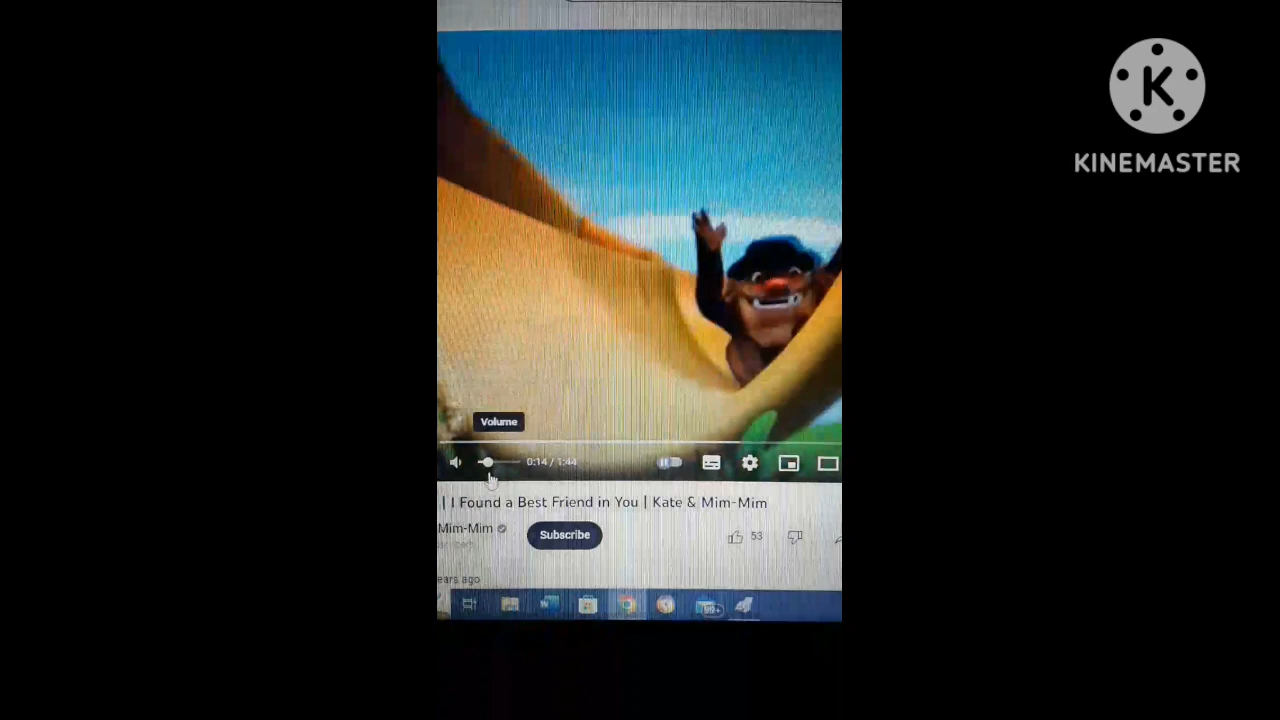 K
KINEMASTER
Volume
0:14 / 1:44
| I Found a Best Friend in You | Kate & Mim-Mim
Mim-Mim
Subscribe
53
ears ago
99+